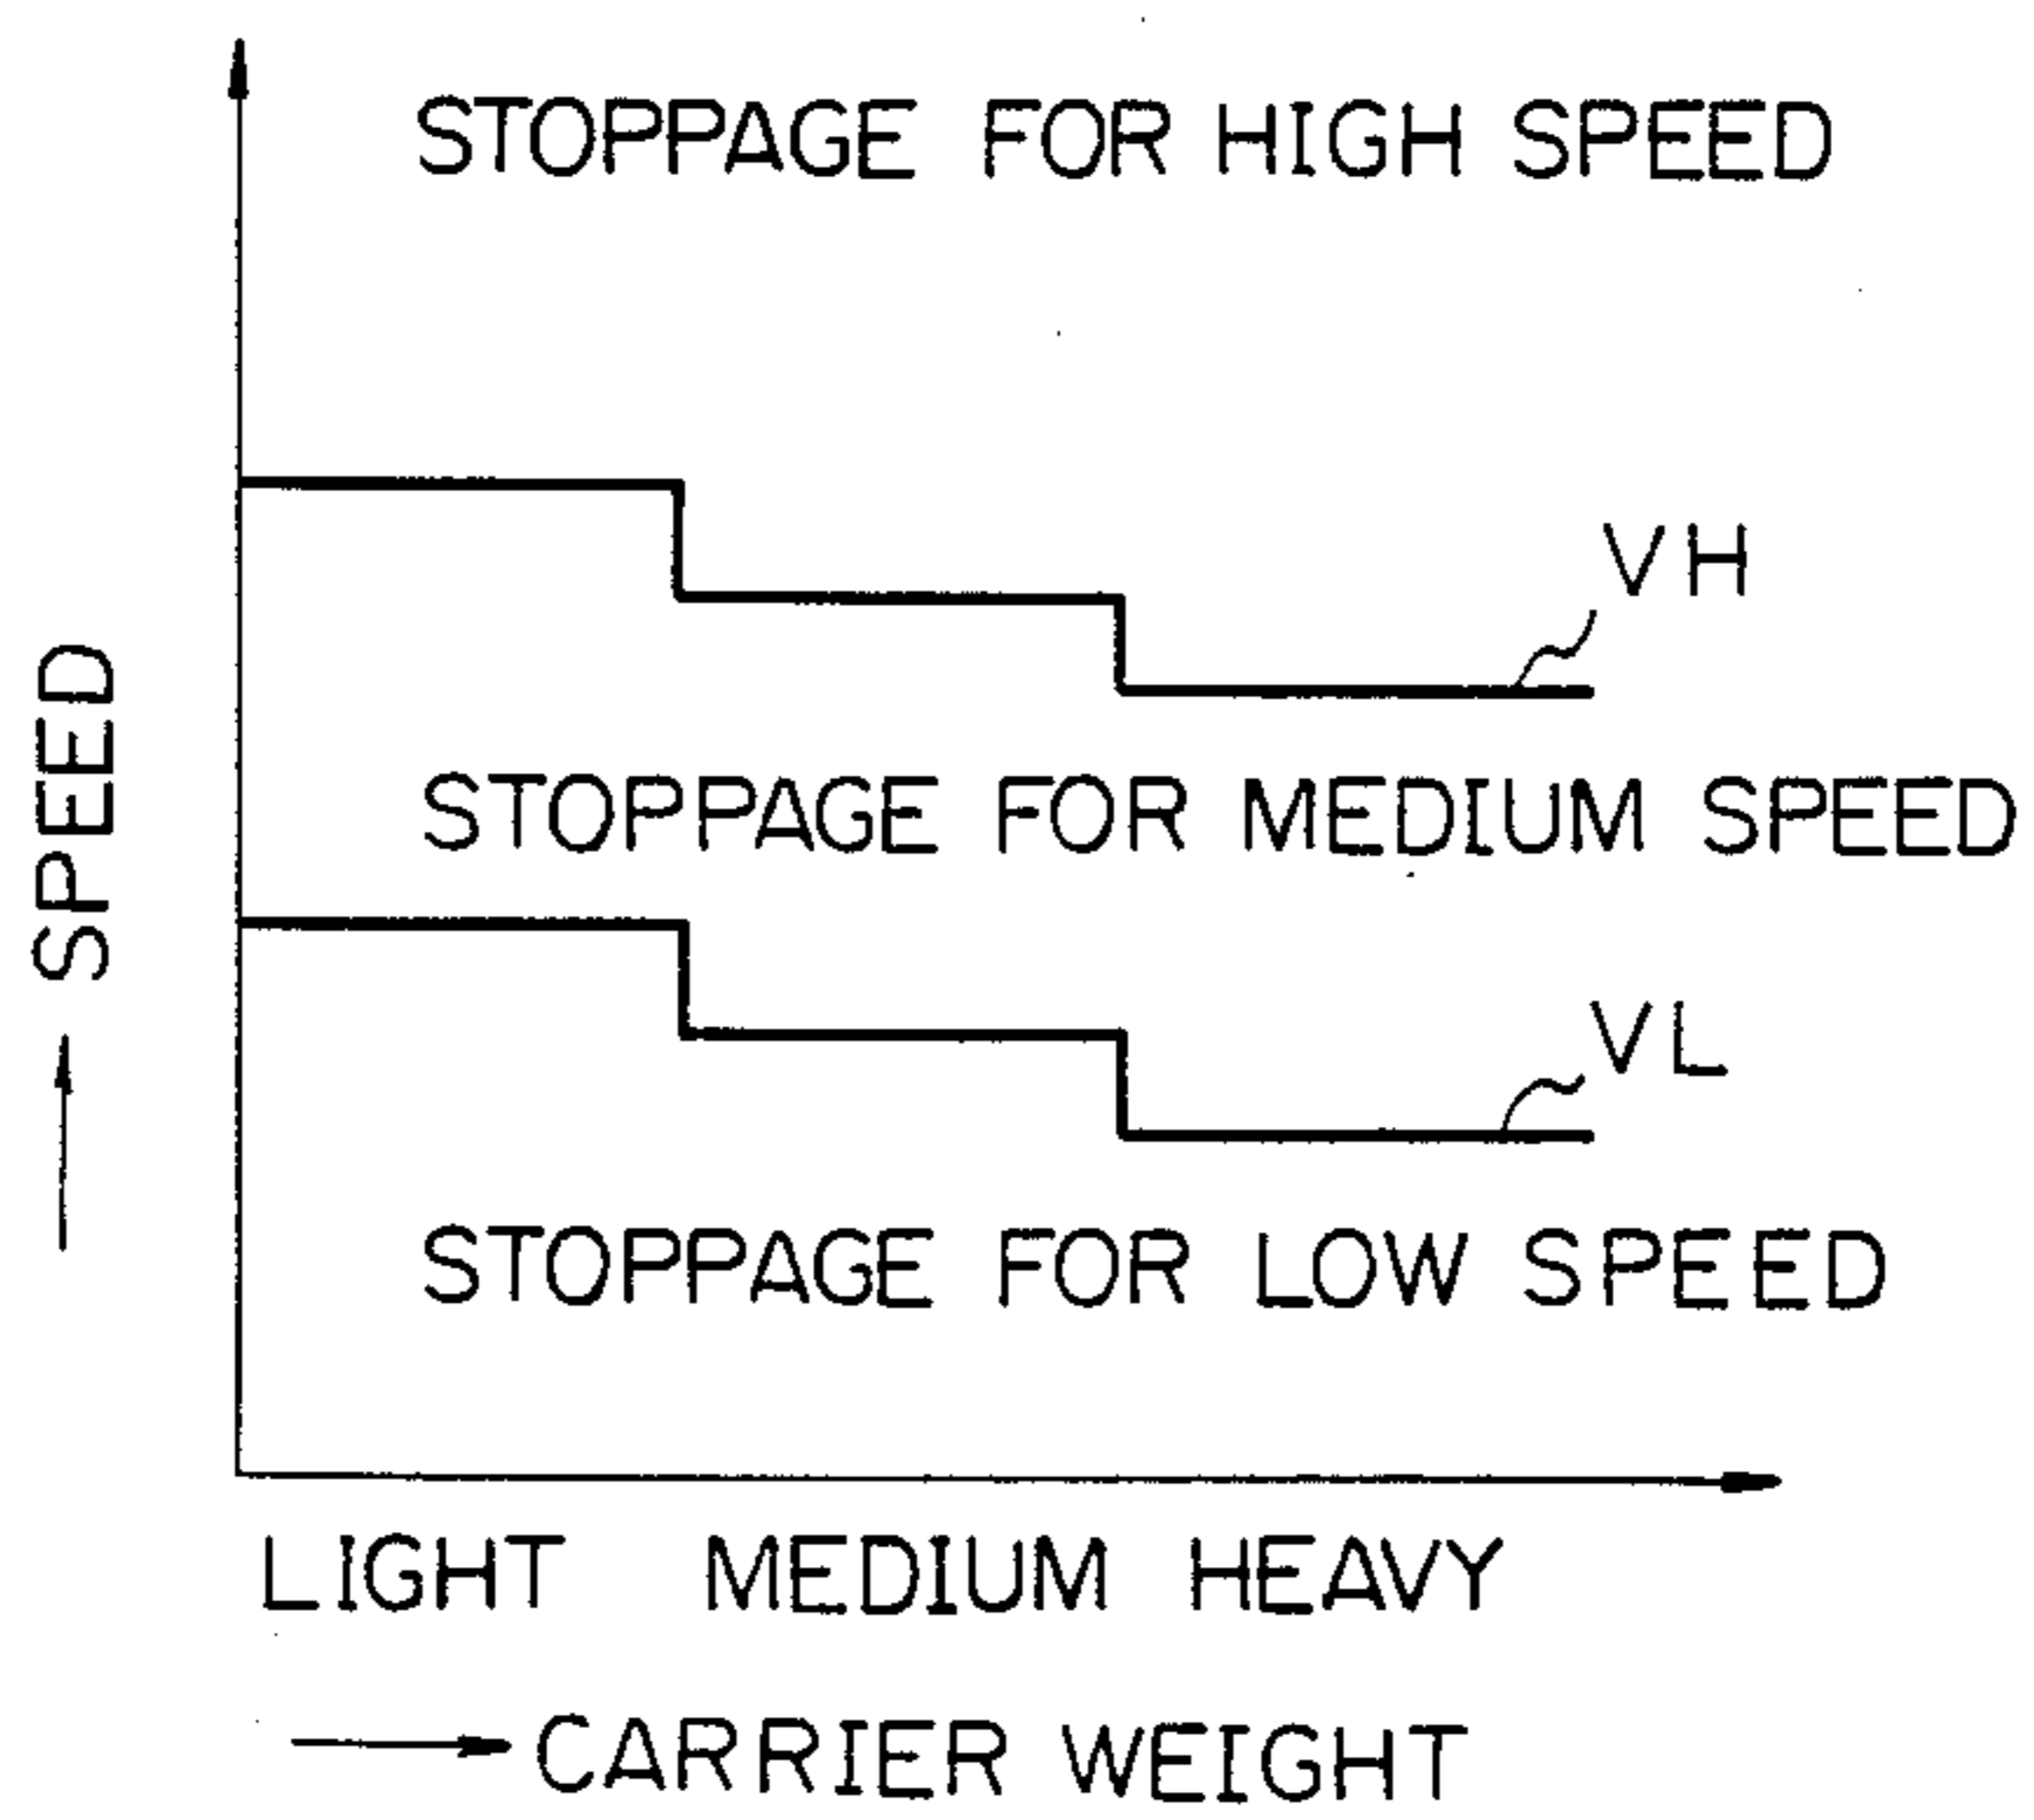 STOPPAGE FOR HIGH SPEED
VH
SPEED
STOPPAGE FOR MEDIUM SPEED
VL
STOPPAGE FOR LOW SPEED
LIGHT MEDIUM HEAVY
CARRIER WEIGHT